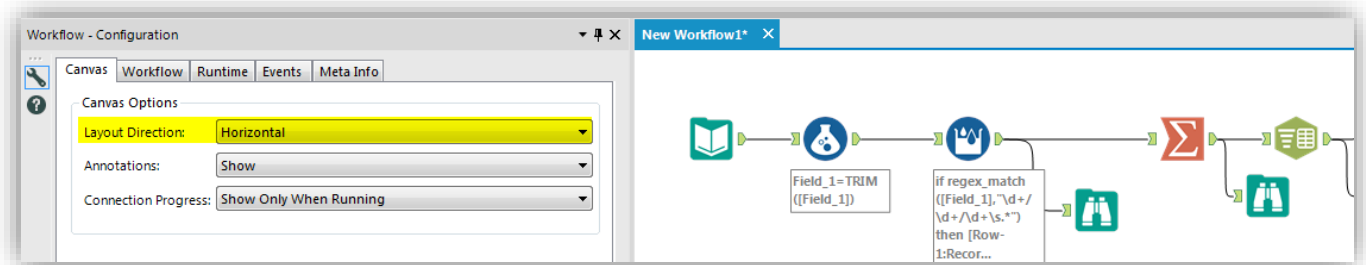 Workflow - Configuration
New Workflow1*
Canvas Workflow Runtime Events Meta Info
Canvas Options
Layout Direction: Horizontal
Annotations: Show
Connection Progress: Show Only When Running
Field_1=TRIM
([Field_1])
if regex_match
([Field_1],"\d+/
\d+/\d+\s.*")
then [Row-
1:Recor...